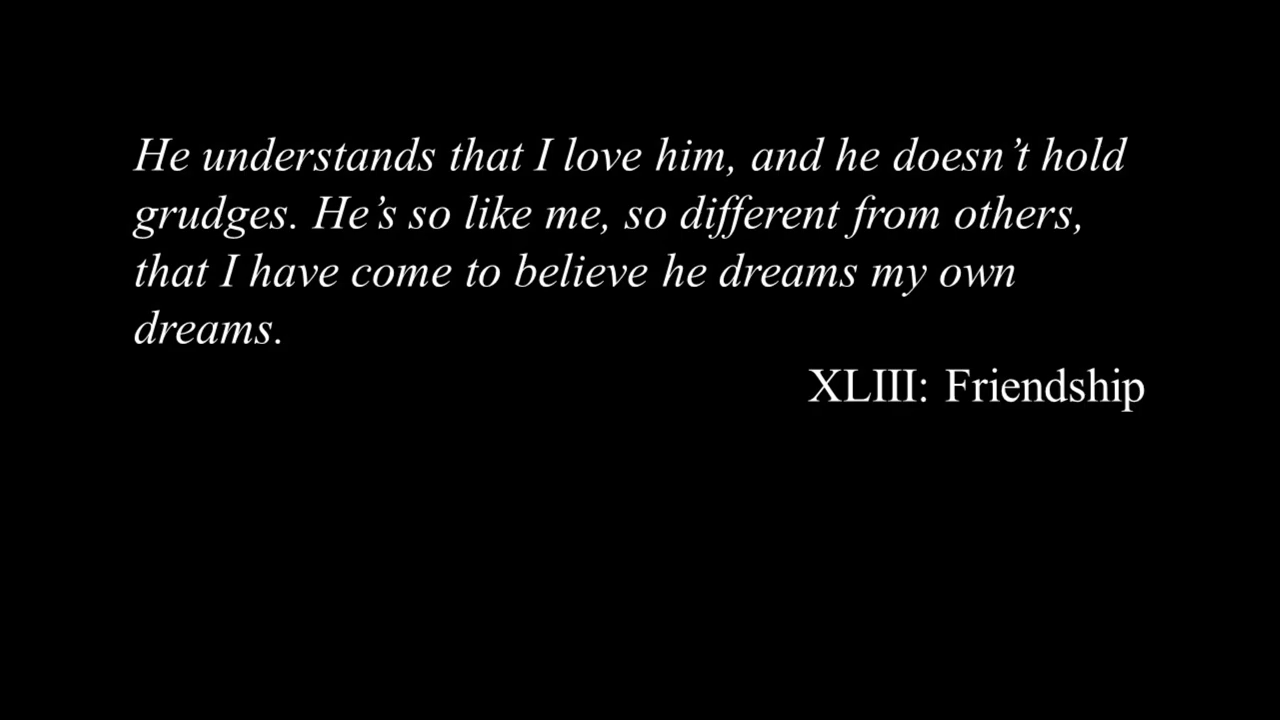 He understands that I love him, and he doesn’t hold
grudges. He’s so like me, so different from others,
that I have come to believe he dreams my own
dreams.
XLIII: Friendship